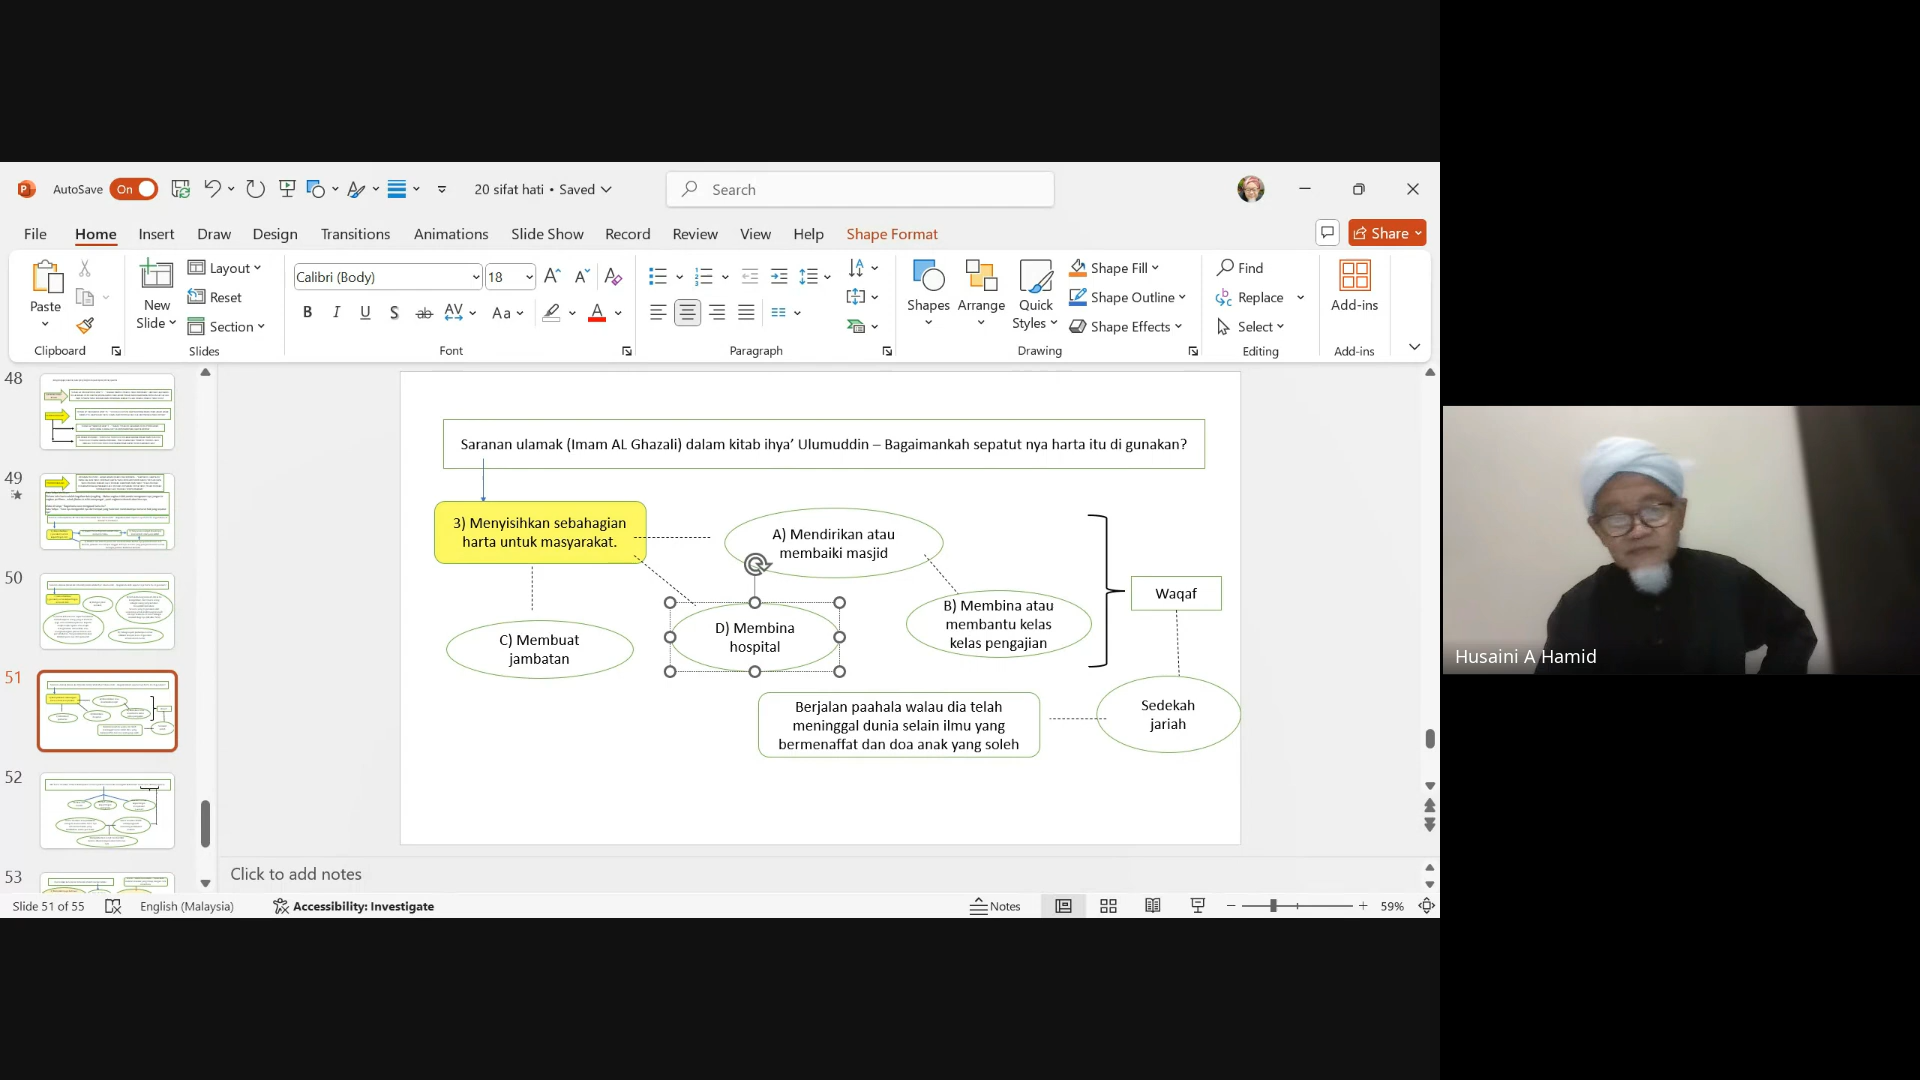 AutoSave
On
20 sifat hati • Saved
Search
File
Home
Insert
Draw
Design
Transitions
Animations
Slide Show
Record
Review
View
Help
Shape Format
Share
Paste
Clipboard
New
Slide
Layout
Reset
Section
Slides
Calibri (Body)
18
Font
Paragraph
Shapes
Arrange
Quick
Styles
Shape Fill
Shape Outline
Shape Effects
Drawing
Find
Replace
Select
Editing
Add-ins
Add-ins
48
49
50
51
52
53
Saranan ulamak (Imam AL Ghazali) dalam kitab ihya’ Ulumuddin – Bagaimankah sepatut nya harta itu di gunakan?
3) Menyisihkan sebahagian
harta untuk masyarakat.
A) Mendirikan atau
membaiki masjid
B) Membina atau
membantu kelas
kelas pengajian
C) Membuat
jambatan
D) Membina
hospital
Waqaf
Sedekah
jariah
Berjalan paahala walau dia telah
meninggal dunia selain ilmu yang
bermenaffat dan doa anak yang soleh
Click to add notes
Slide 51 of 55
English (Malaysia)
Accessibility: Investigate
Notes
59%
Husaini A Hamid